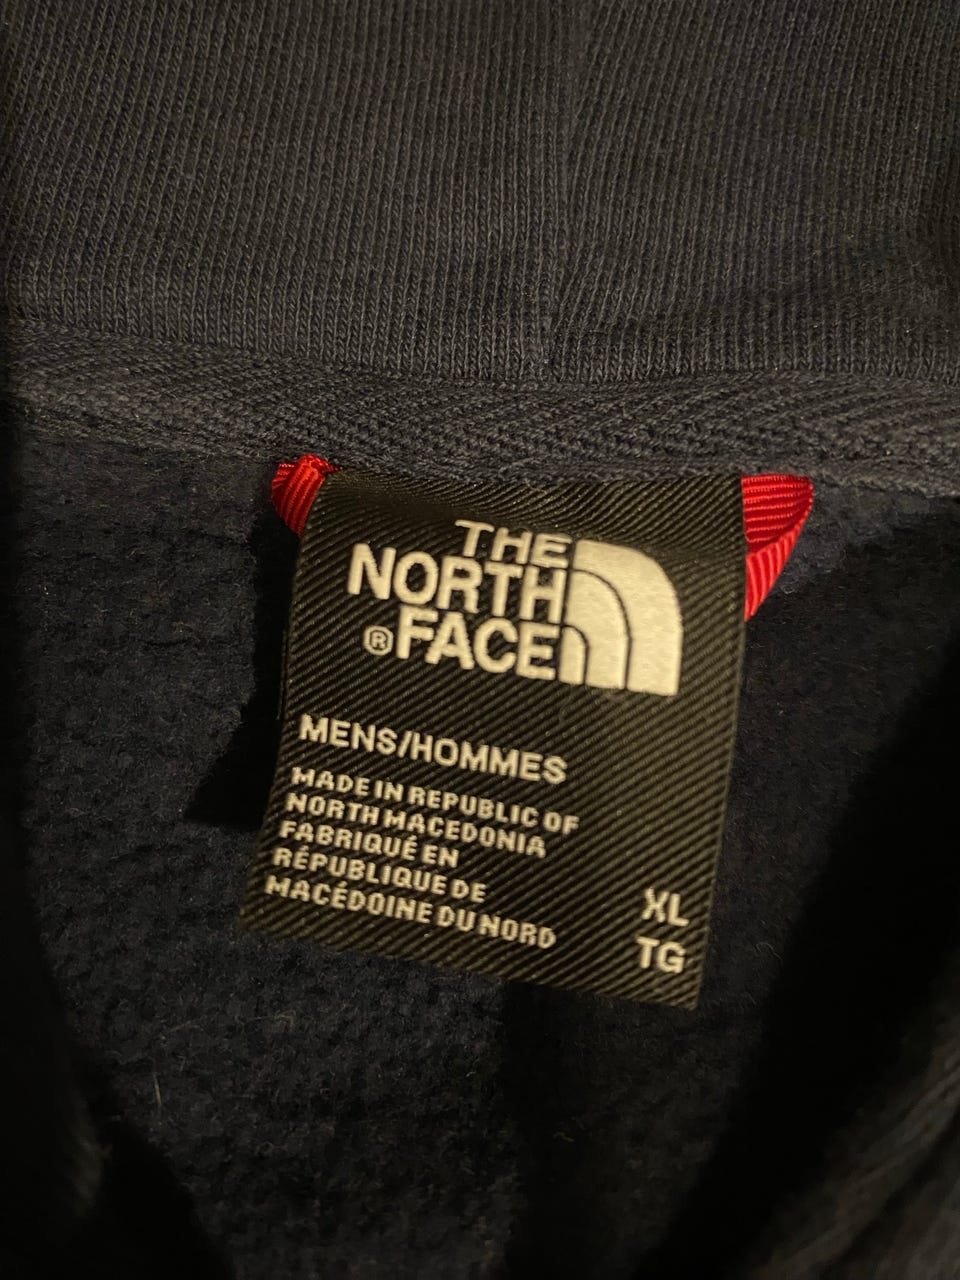 THE
NORTH
®FACE
MENS/HOMMES
MADE IN REPUBLIC OF
NORTH MACEDONIA
FABRIQUÉ EN
RÉPUBLIQUE DE
MACÉDOINE DU NORD
XL
TG